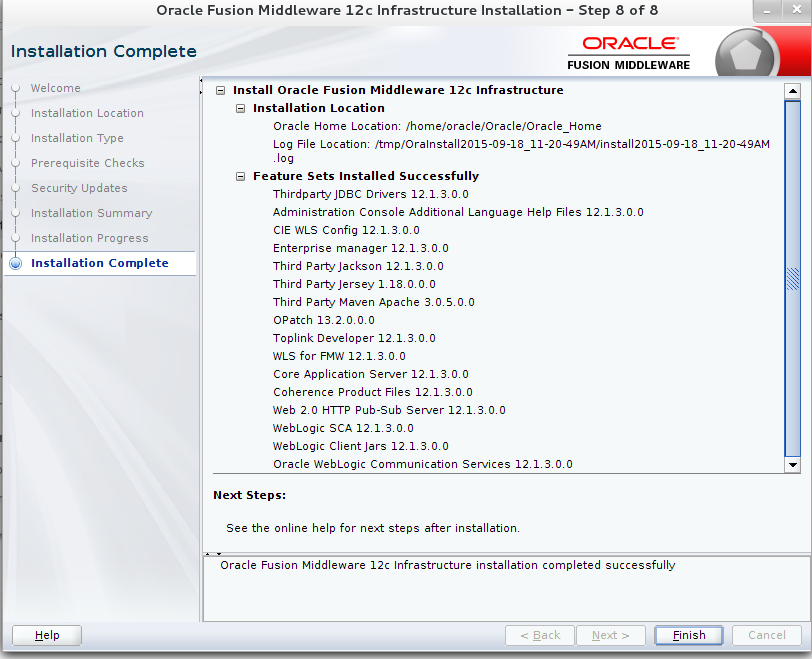 Oracle Fusion Middleware 12c Infrastructure Installation – Step 8 of 8
Installation Complete
ORACLE®
FUSION MIDDLEWARE
Welcome
Installation Location
Installation Type
Prerequisite Checks
Security Updates
Installation Summary
Installation Progress
Installation Complete
Install Oracle Fusion Middleware 12c Infrastructure
Installation Location
Oracle Home Location: /home/oracle/Oracle/Oracle_Home
Log File Location: /tmp/OraInstall2015-09-18_11-20-49AM/install2015-09-18_11-20-49AM
.log
Feature Sets Installed Successfully
Thirdparty JDBC Drivers 12.1.3.0.0
Administration Console Additional Language Help Files 12.1.3.0.0
CIE WLS Config 12.1.3.0.0
Enterprise manager 12.1.3.0.0
Third Party Jackson 12.1.3.0.0
Third Party Jersey 1.18.0.0.0
Third Party Maven Apache 3.0.5.0.0
OPatch 13.2.0.0.0
Toplink Developer 12.1.3.0.0
WLS for FMW 12.1.3.0.0
Core Application Server 12.1.3.0.0
Coherence Product Files 12.1.3.0.0
Web 2.0 HTTP Pub-Sub Server 12.1.3.0.0
WebLogic SCA 12.1.3.0.0
WebLogic Client Jars 12.1.3.0.0
Oracle WebLogic Communication Services 12.1.3.0.0
Next Steps:
See the online help for next steps after installation.
Oracle Fusion Middleware 12c Infrastructure installation completed successfully
Help
< Back
Next >
Finish
Cancel